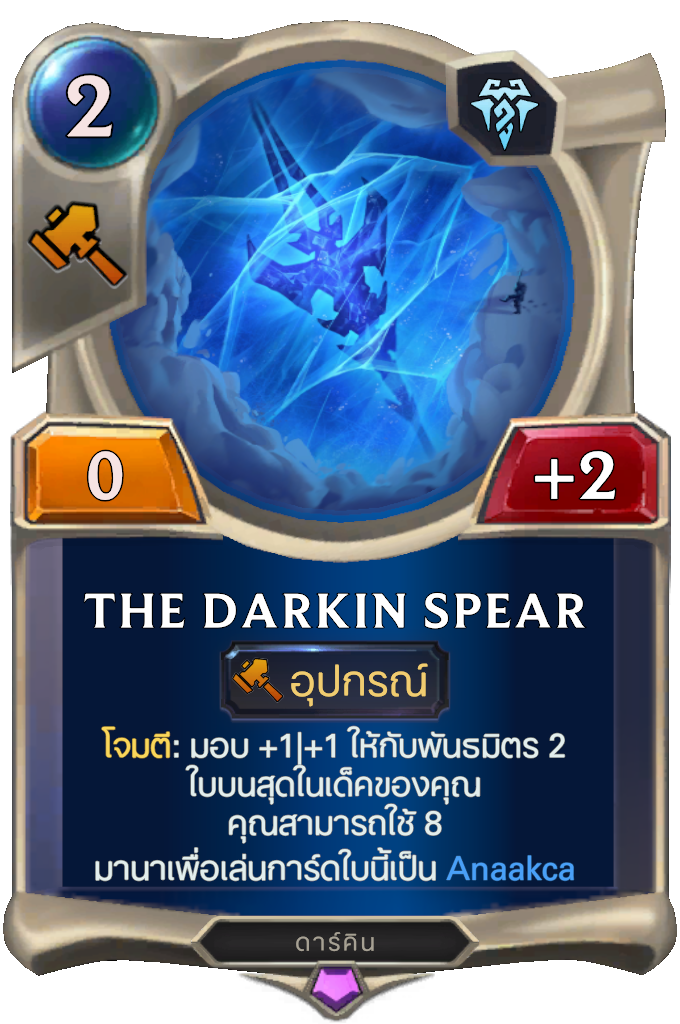 2
0
+2
THE DARKIN SPEAR
อุปกรณ์
โจมตี: มอบ +1|+1 ให้กับพันธมิตร 2
ใบบนสุดในเด็คของคุณ
คุณสามารถใช้ 8
มานาเพื่อเล่นการ์ดใบนี้เป็น Anaakca
ดาร์คิน